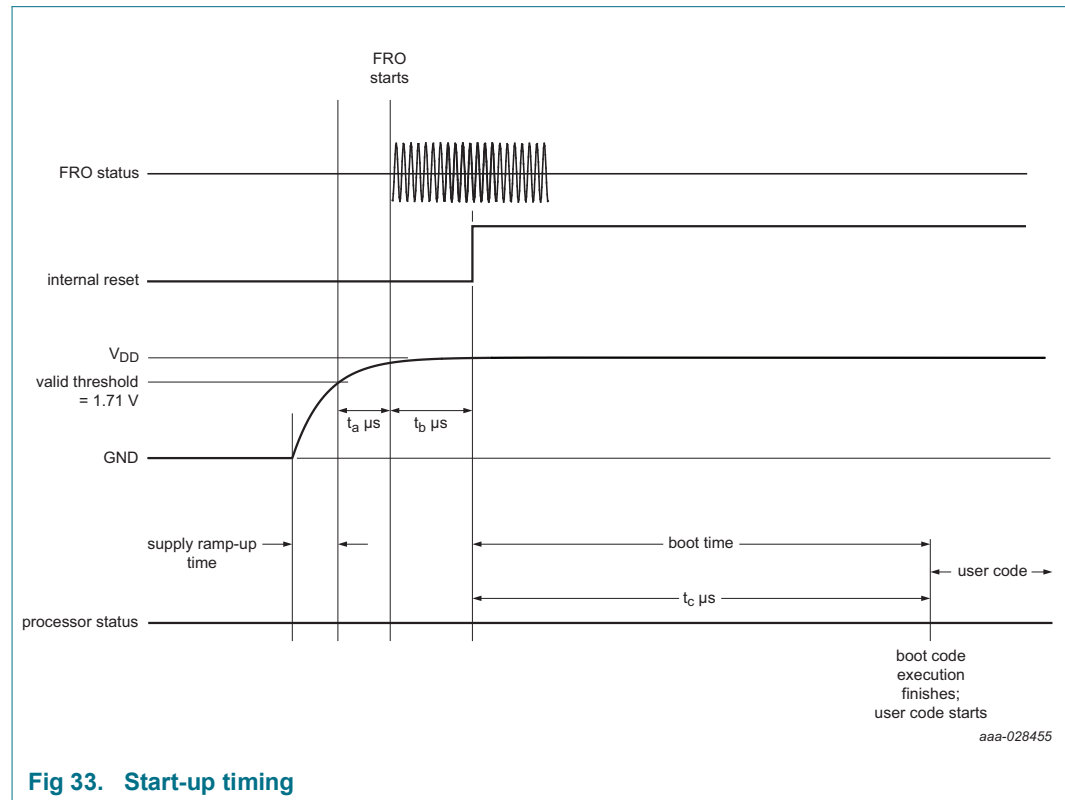 FRO
starts
FRO status
internal reset
VDD
valid threshold
= 1.71 V
ta μs
tb μs
GND
supply ramp-up
time
boot time
user code
tc μs
processor status
boot code
execution
finishes;
user code starts
aaa-028455
Fig 33. Start-up timing